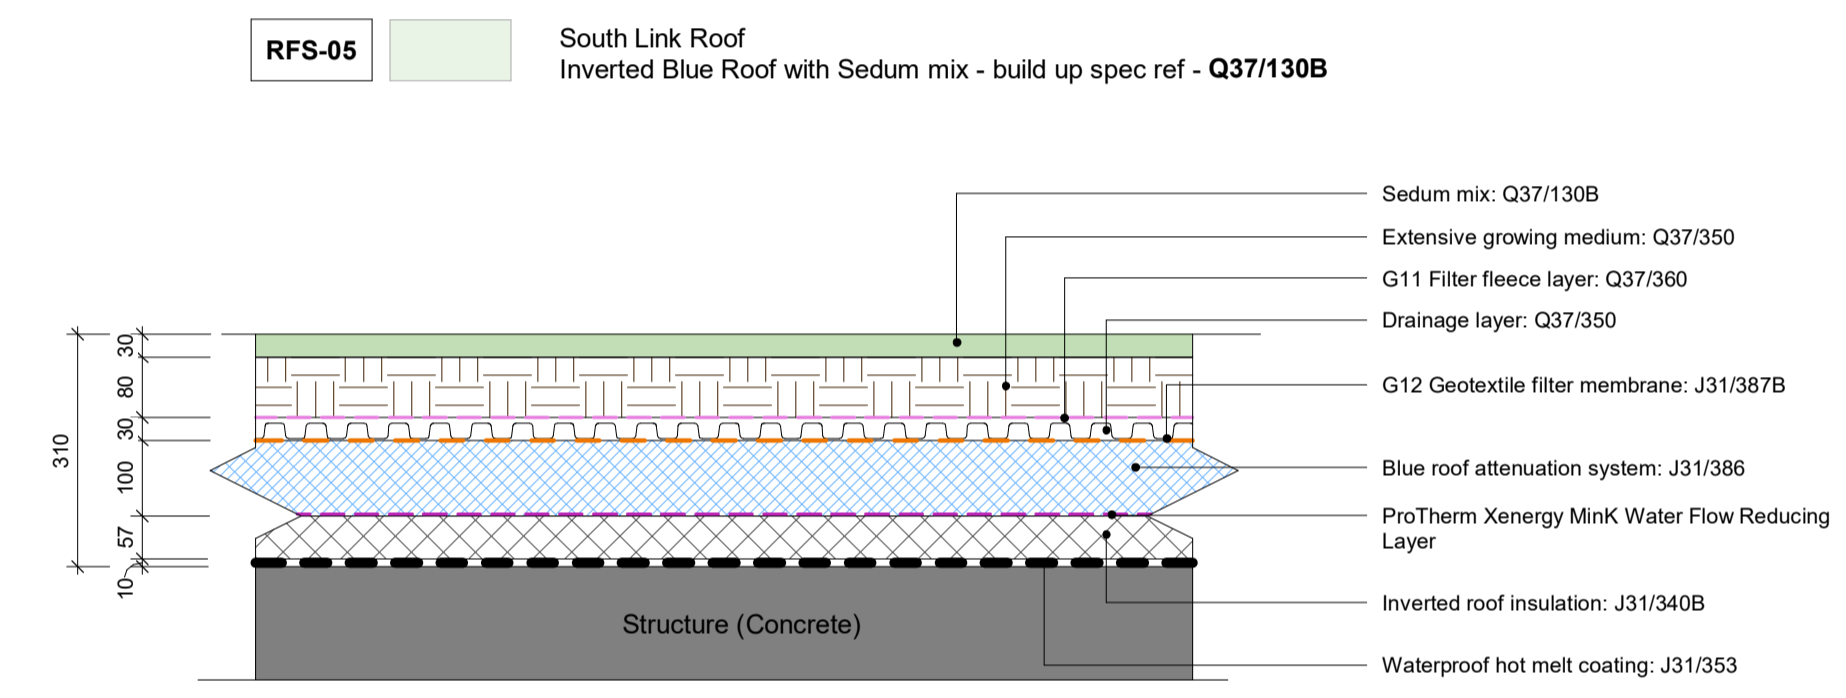 RFS-05
South Link Roof
Inverted Blue Roof with Sedum mix - build up spec ref - Q37/130B
Sedum mix: Q37/130B
Extensive growing medium: Q37/350
G11 Filter fleece layer: Q37/360
Drainage layer: Q37/350
G12 Geotextile filter membrane: J31/387B
Blue roof attenuation system: J31/386
ProTherm Xenergy MinK Water Flow Reducing
Layer
Inverted roof insulation: J31/340B
Waterproof hot melt coating: J31/353
310
30
80
30
100
57
10
Structure (Concrete)